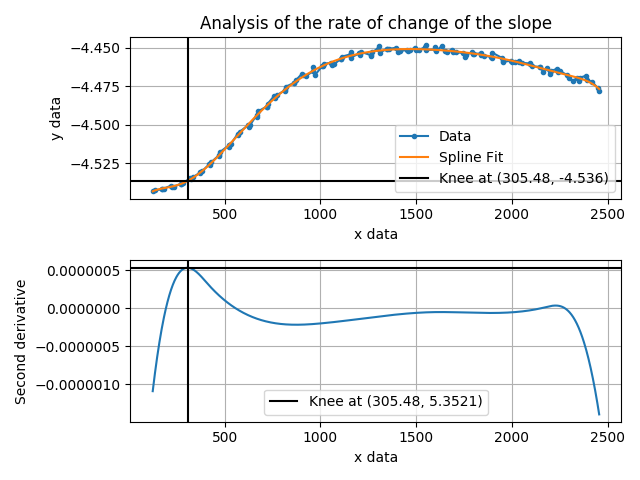 Analysis of the rate of change of the slope
−4.450
−4.475
−4.500
−4.525
y data
Data
Spline Fit
Knee at (305.48, -4.536)
500
1000
1500
2000
2500
x data
0.0000005
0.0000000
−0.0000005
−0.0000010
Second derivative
Knee at (305.48, 5.3521)
500
1000
1500
2000
2500
x data